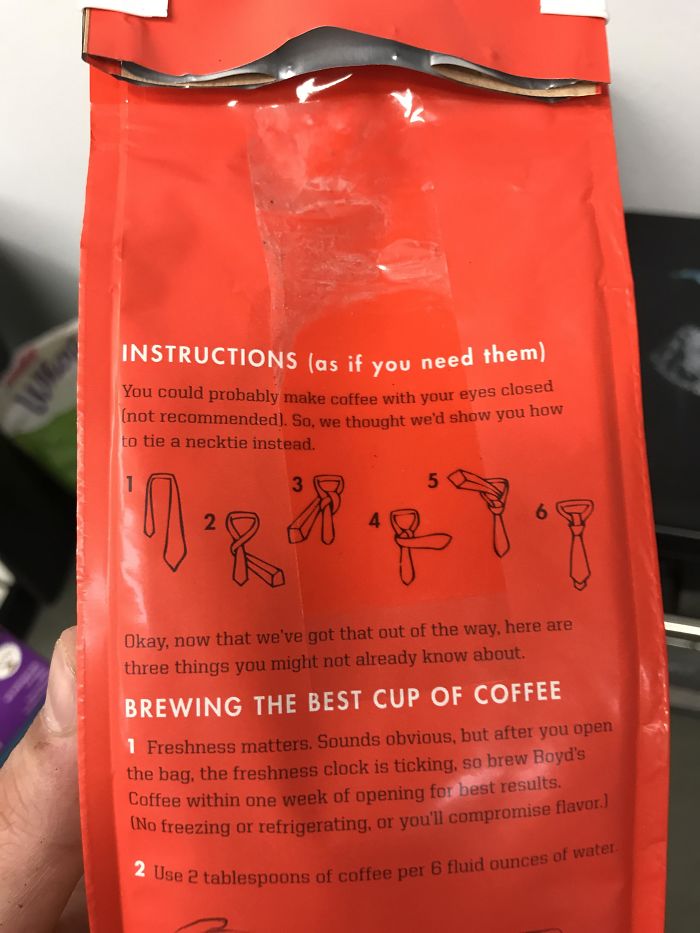 INSTRUCTIONS (as if you need them)
You could probably make coffee with your eyes closed
(not recommended). So, we thought we'd show you how
to tie a necktie instead.
1 2 3 4 5 6
Okay, now that we've got that out of the way, here are
three things you might not already know about.
BREWING THE BEST CUP OF COFFEE
1 Freshness matters. Sounds obvious, but after you open
the bag, the freshness clock is ticking, so brew Boyd's
Coffee within one week of opening for best results.
(No freezing or refrigerating, or you'll compromise flavor.)
2 Use 2 tablespoons of coffee per 6 fluid ounces of water.